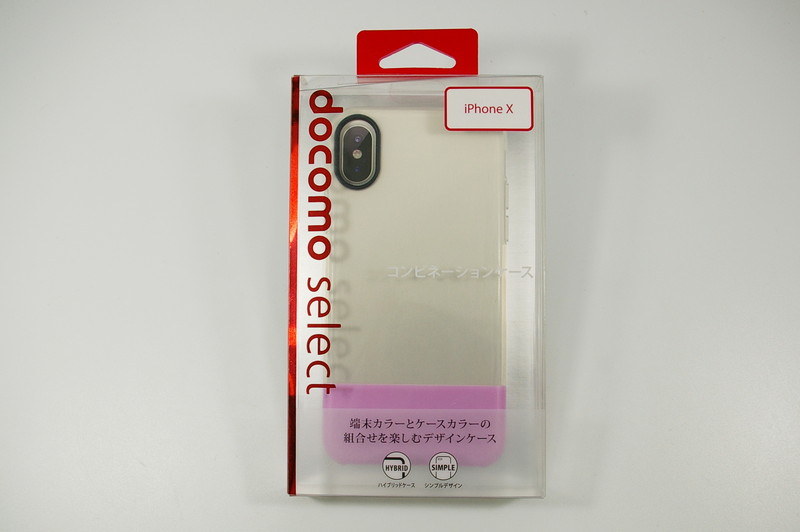 docomo select
iPhone X
コンビネーションケース
端末カラーとケースカラーの
組合せを楽しむデザインケース
HYBRID
ハイブリッドケース
SIMPLE
シンプルデザイン